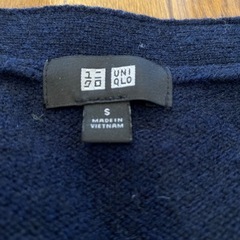 ユニ UNI
クロ QLO
S
MADE IN
VIETNAM